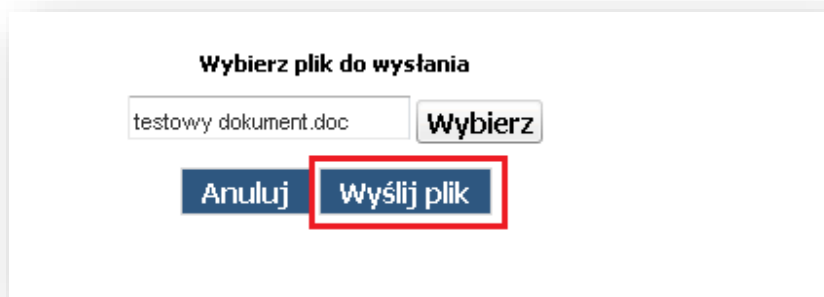 Wybierz plik do wysłania
testowy dokument.doc Wybierz
Anuluj Wyślij plik